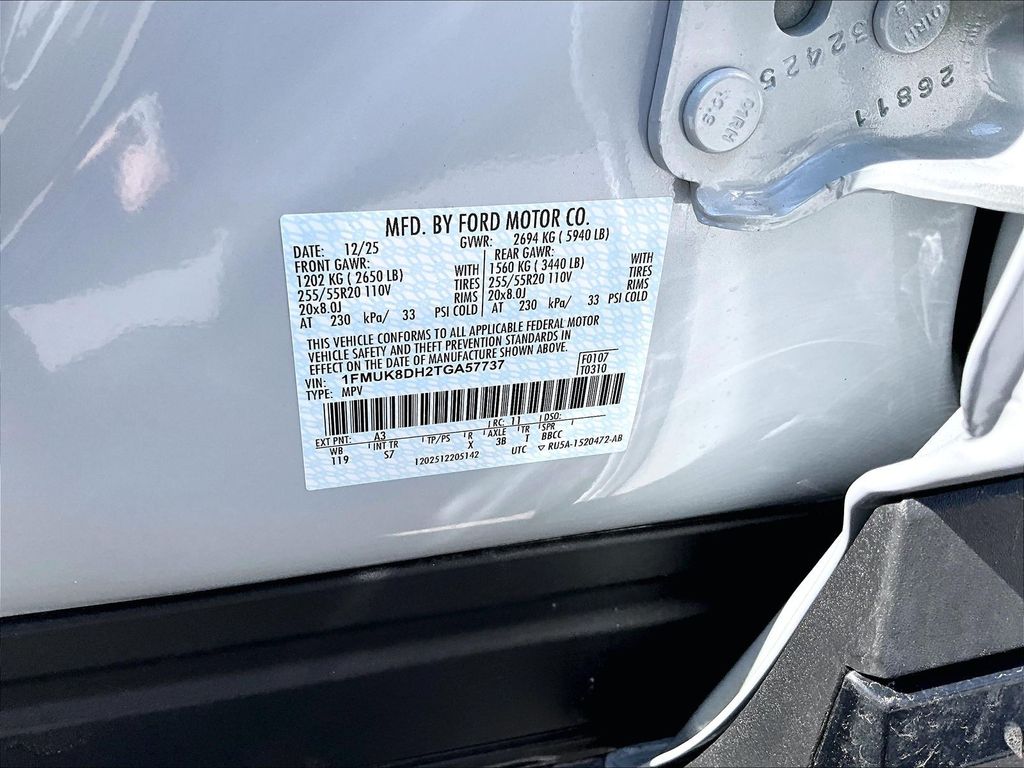 32425
26811
01RH
10.9
01RH
MFD. BY FORD MOTOR CO.
DATE: 12/25 GVWR: 2694 KG ( 5940 LB)
FRONT GAWR: REAR GAWR:
1202 KG ( 2650 LB) WITH 1560 KG ( 3440 LB) WITH
255/55R20 110V TIRES 255/55R20 110V TIRES
20x8.0J RIMS 20x8.0J RIMS
AT 230 kPa/ 33 PSI COLD AT 230 kPa/ 33 PSI COLD
THIS VEHICLE CONFORMS TO ALL APPLICABLE FEDERAL MOTOR
VEHICLE SAFETY AND THEFT PREVENTION STANDARDS IN
EFFECT ON THE DATE OF MANUFACTURE SHOWN ABOVE.
VIN: 1FMUK8DH2TGA57737 F0107
TYPE: MPV T0310
EXT PNT: A3 RC: 11 DSO:
WB INT TR TP/PS R AXLE TR SPR
119 S7 X 3B T BBCC
1202512205142 UTC ▽ RU5A-1520472-AB